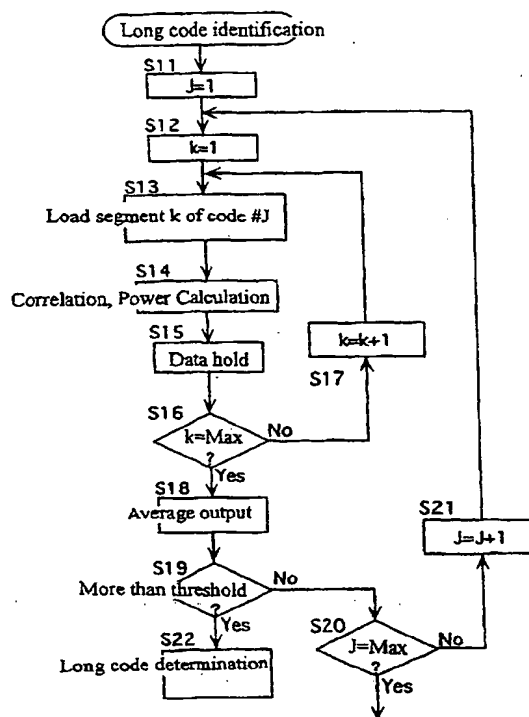 Long code identification
S11
J=1
S12
k=1
S13
Load segment k of code #J
S14
Correlation, Power Calculation
S15
Data hold
k=k+1
S17
S16
k=Max
?
No
Yes
S18
Average output
S21
J=J+1
S19
More than threshold
?
No
Yes
S20
J=Max
?
No
Yes
S22
Long code determination